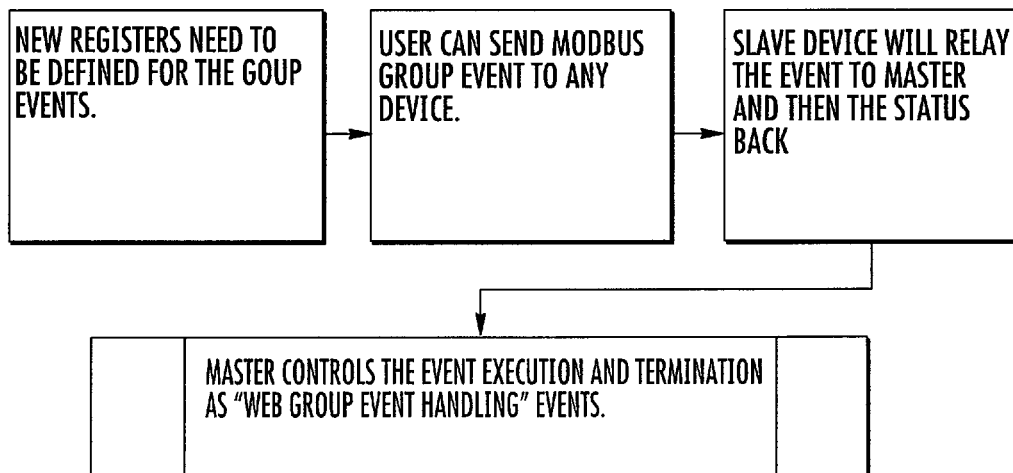 NEW REGISTERS NEED TO
BE DEFINED FOR THE GOUP
EVENTS.
USER CAN SEND MODBUS
GROUP EVENT TO ANY
DEVICE.
SLAVE DEVICE WILL RELAY
THE EVENT TO MASTER
AND THEN THE STATUS
BACK
MASTER CONTROLS THE EVENT EXECUTION AND TERMINATION
AS “WEB GROUP EVENT HANDLING” EVENTS.